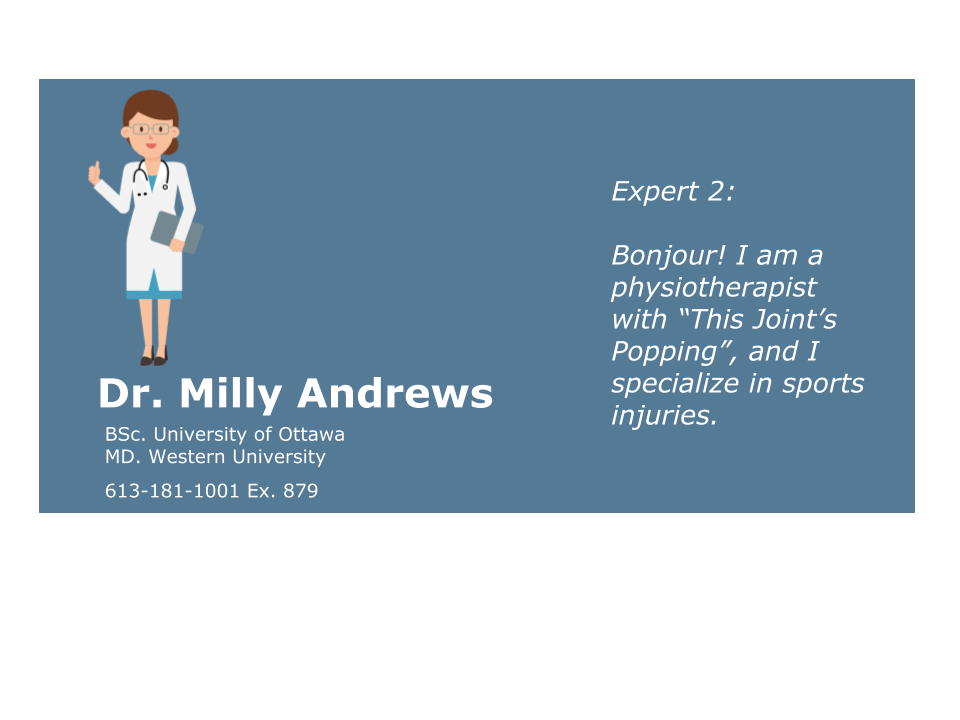 Expert 2:
Bonjour! I am a
physiotherapist
with “This Joint’s
Popping”, and I
specialize in sports
injuries.
Dr. Milly Andrews
BSc. University of Ottawa
MD. Western University
613-181-1001 Ex. 879